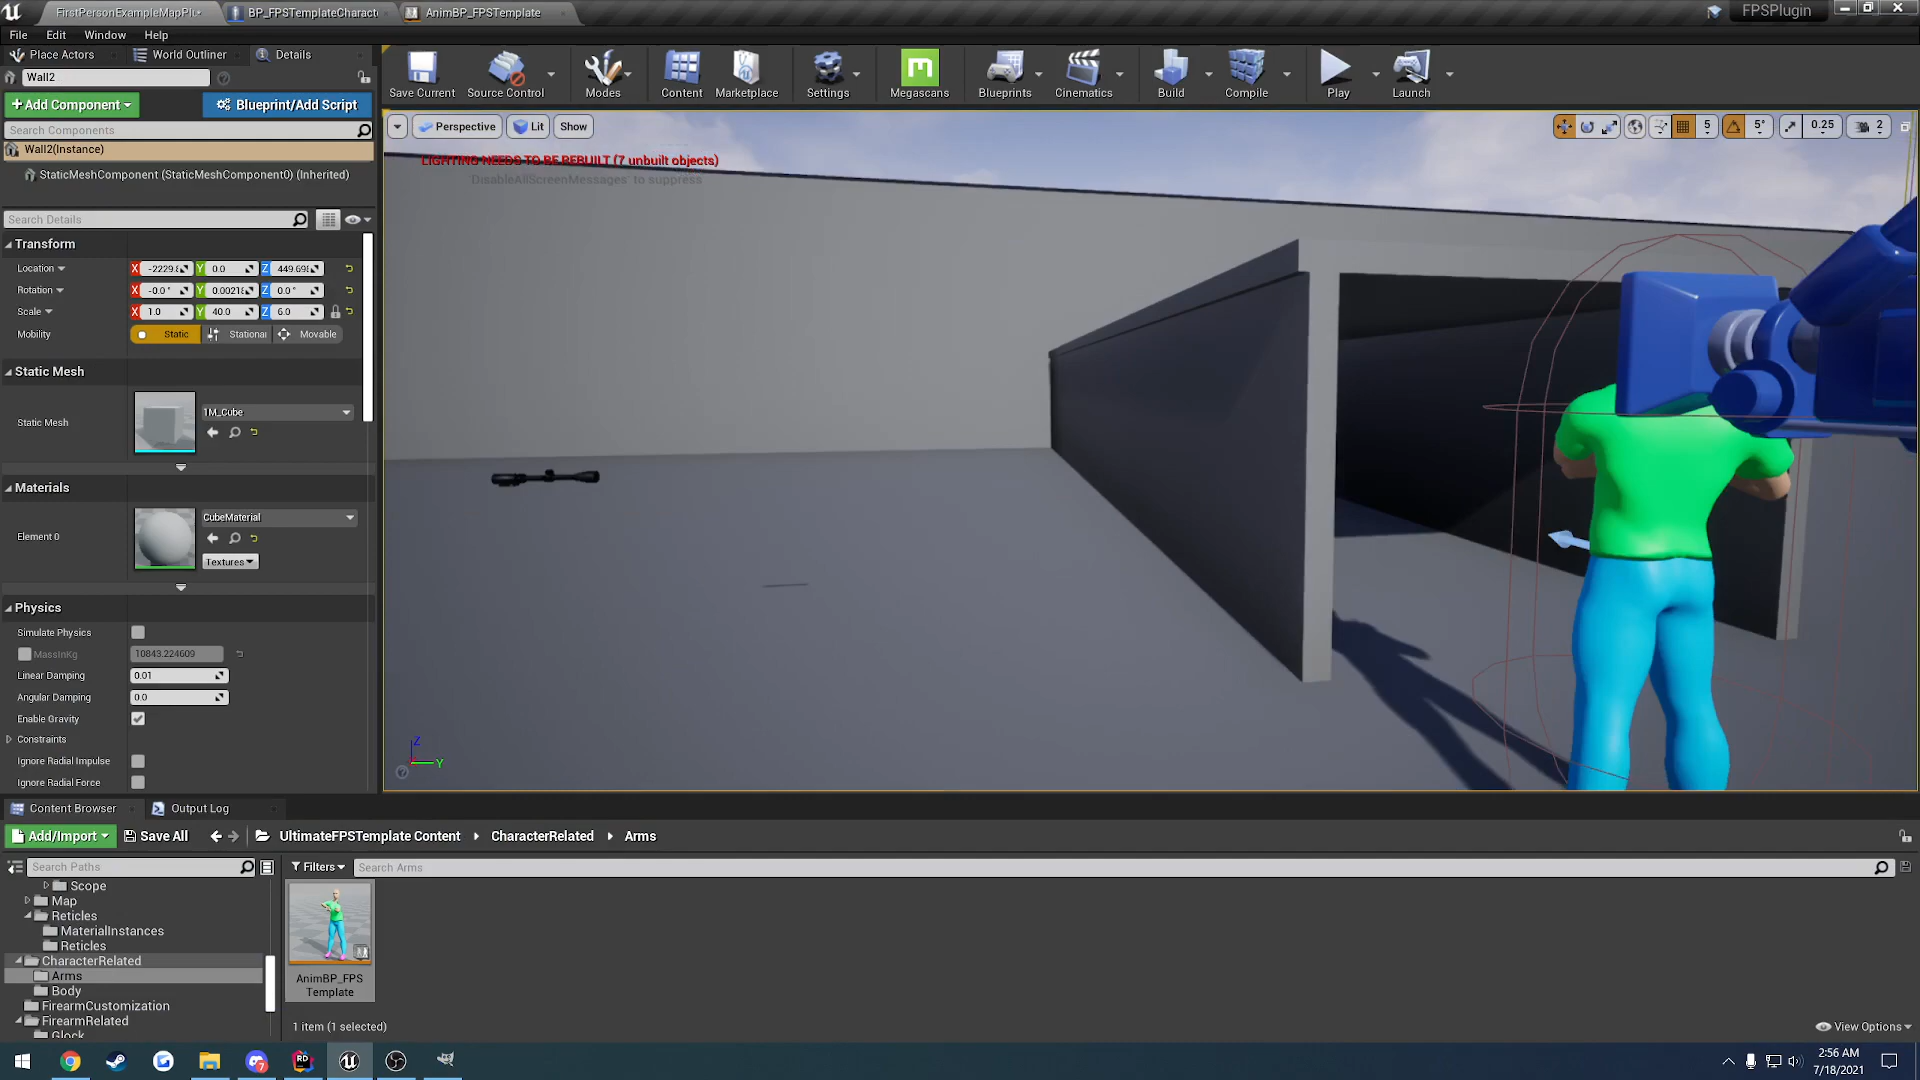 FirstPersonExampleMapPlu•
BP_FPSTemplateCharact
AnimBP_FPSTemplate
FPSPlugin
File Edit Window Help
Place Actors World Outliner Details
Wall2
+Add Component Blueprint/Add Script
Search Components
Wall2(Instance)
StaticMeshComponent (StaticMeshComponent0) (Inherited)
Search Details
Save Current Source Control Modes Content Marketplace Settings Megascans Blueprints Cinematics Build Compile Play Launch
Perspective Lit Show
5 5° 0.25 2
LIGHTING NEEDS TO BE REBUILT (7 unbuilt objects)
'DisableAllScreenMessages' to suppress
Transform
Location X Y 0.0 Z
Rotation X -0.0° Y Z 0.0°
Scale X 1.0 Y 40.0 Z 6.0
Mobility Static Stationar Movable
Static Mesh
Static Mesh 1M_Cube
Materials
Element 0 CubeMaterial
Textures
Physics
Simulate Physics
MassInKg 10843.224609
Linear Damping 0.01
Angular Damping 0.0
Enable Gravity
Constraints
Ignore Radial Impulse
Ignore Radial Force
Z
Y
Content Browser Output Log
Add/Import Save All UltimateFPSTemplate Content CharacterRelated Arms
Search Paths Filters Search Arms
Scope
Map
Reticles
MaterialInstances
Reticles
CharacterRelated
Arms
Body
FirearmCustomization
FirearmRelated
Glock
AnimBP_FPS
Template
1 item (1 selected)
View Options
2:56 AM
7/18/2021